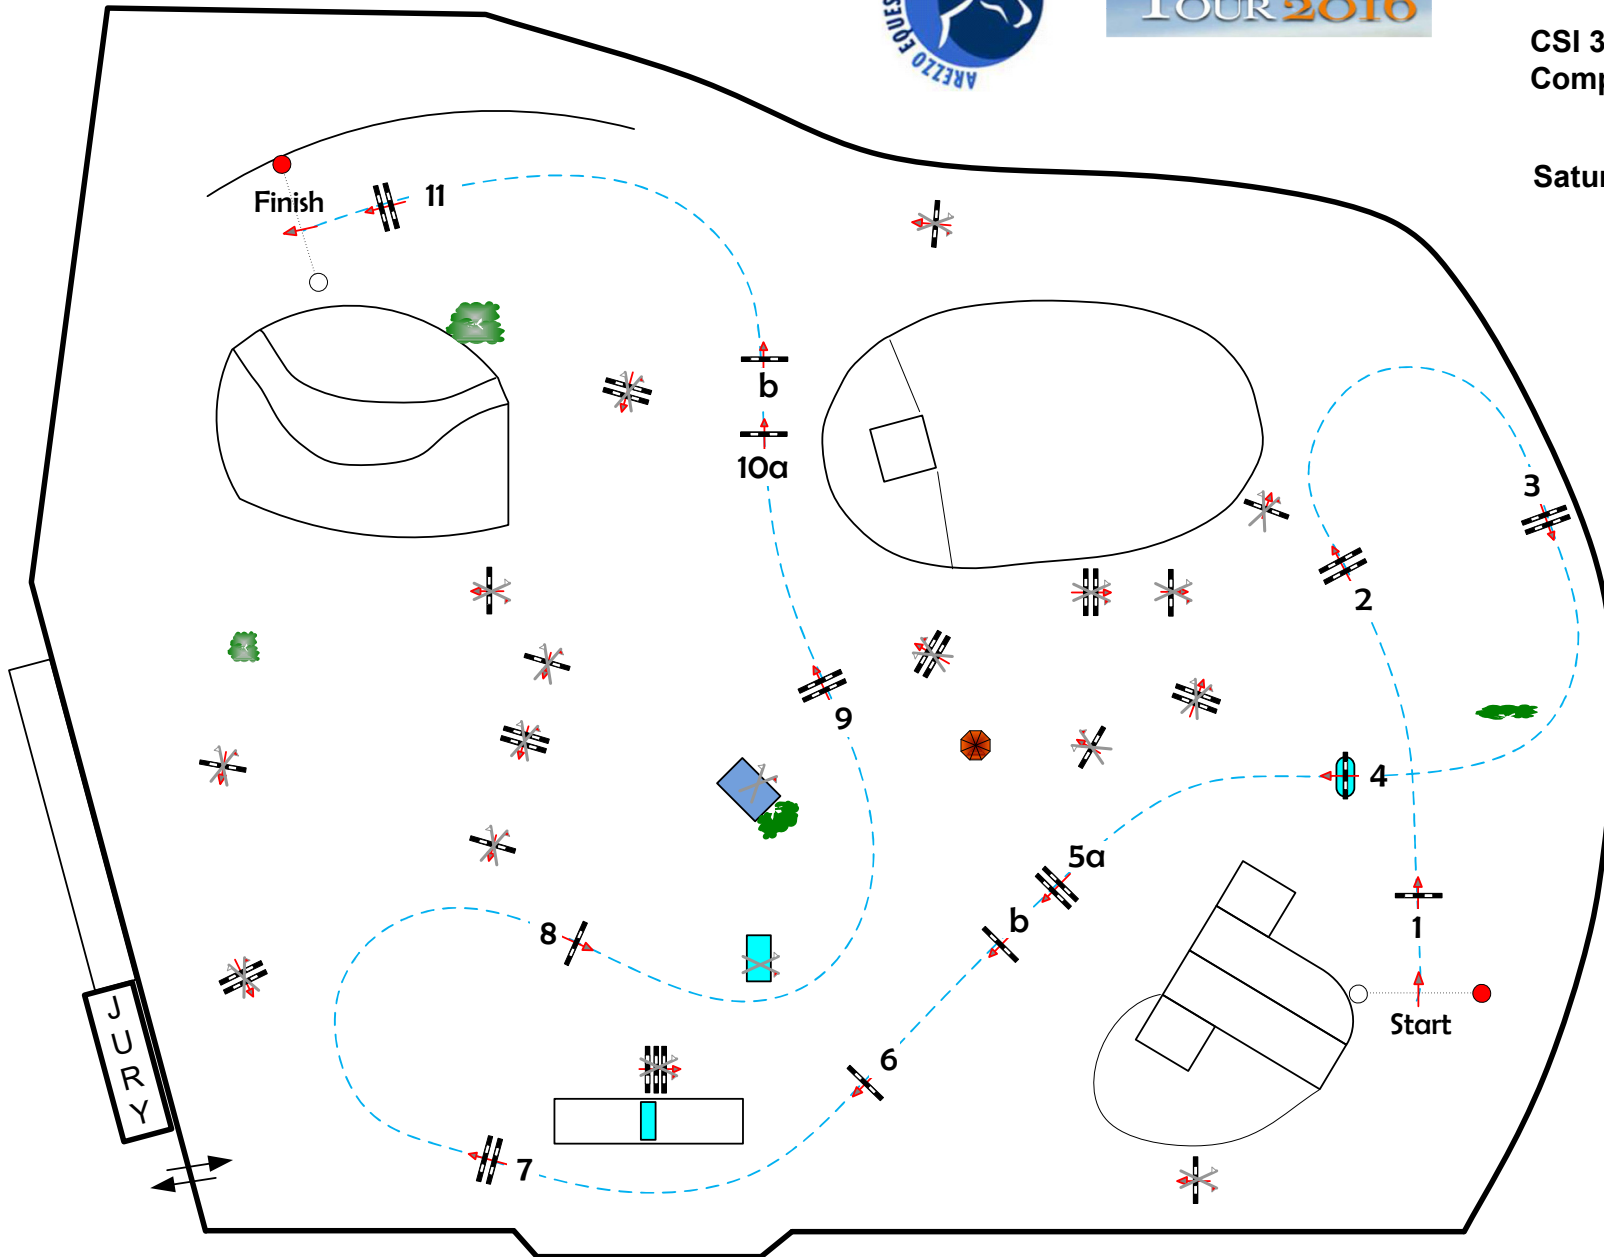 AREZZO EQUES
TOUR 2016
CSI 3
Comp
Satur
Finish
11
b
10a
3
2
9
4
5a
b
8
1
Start
6
7
JURY